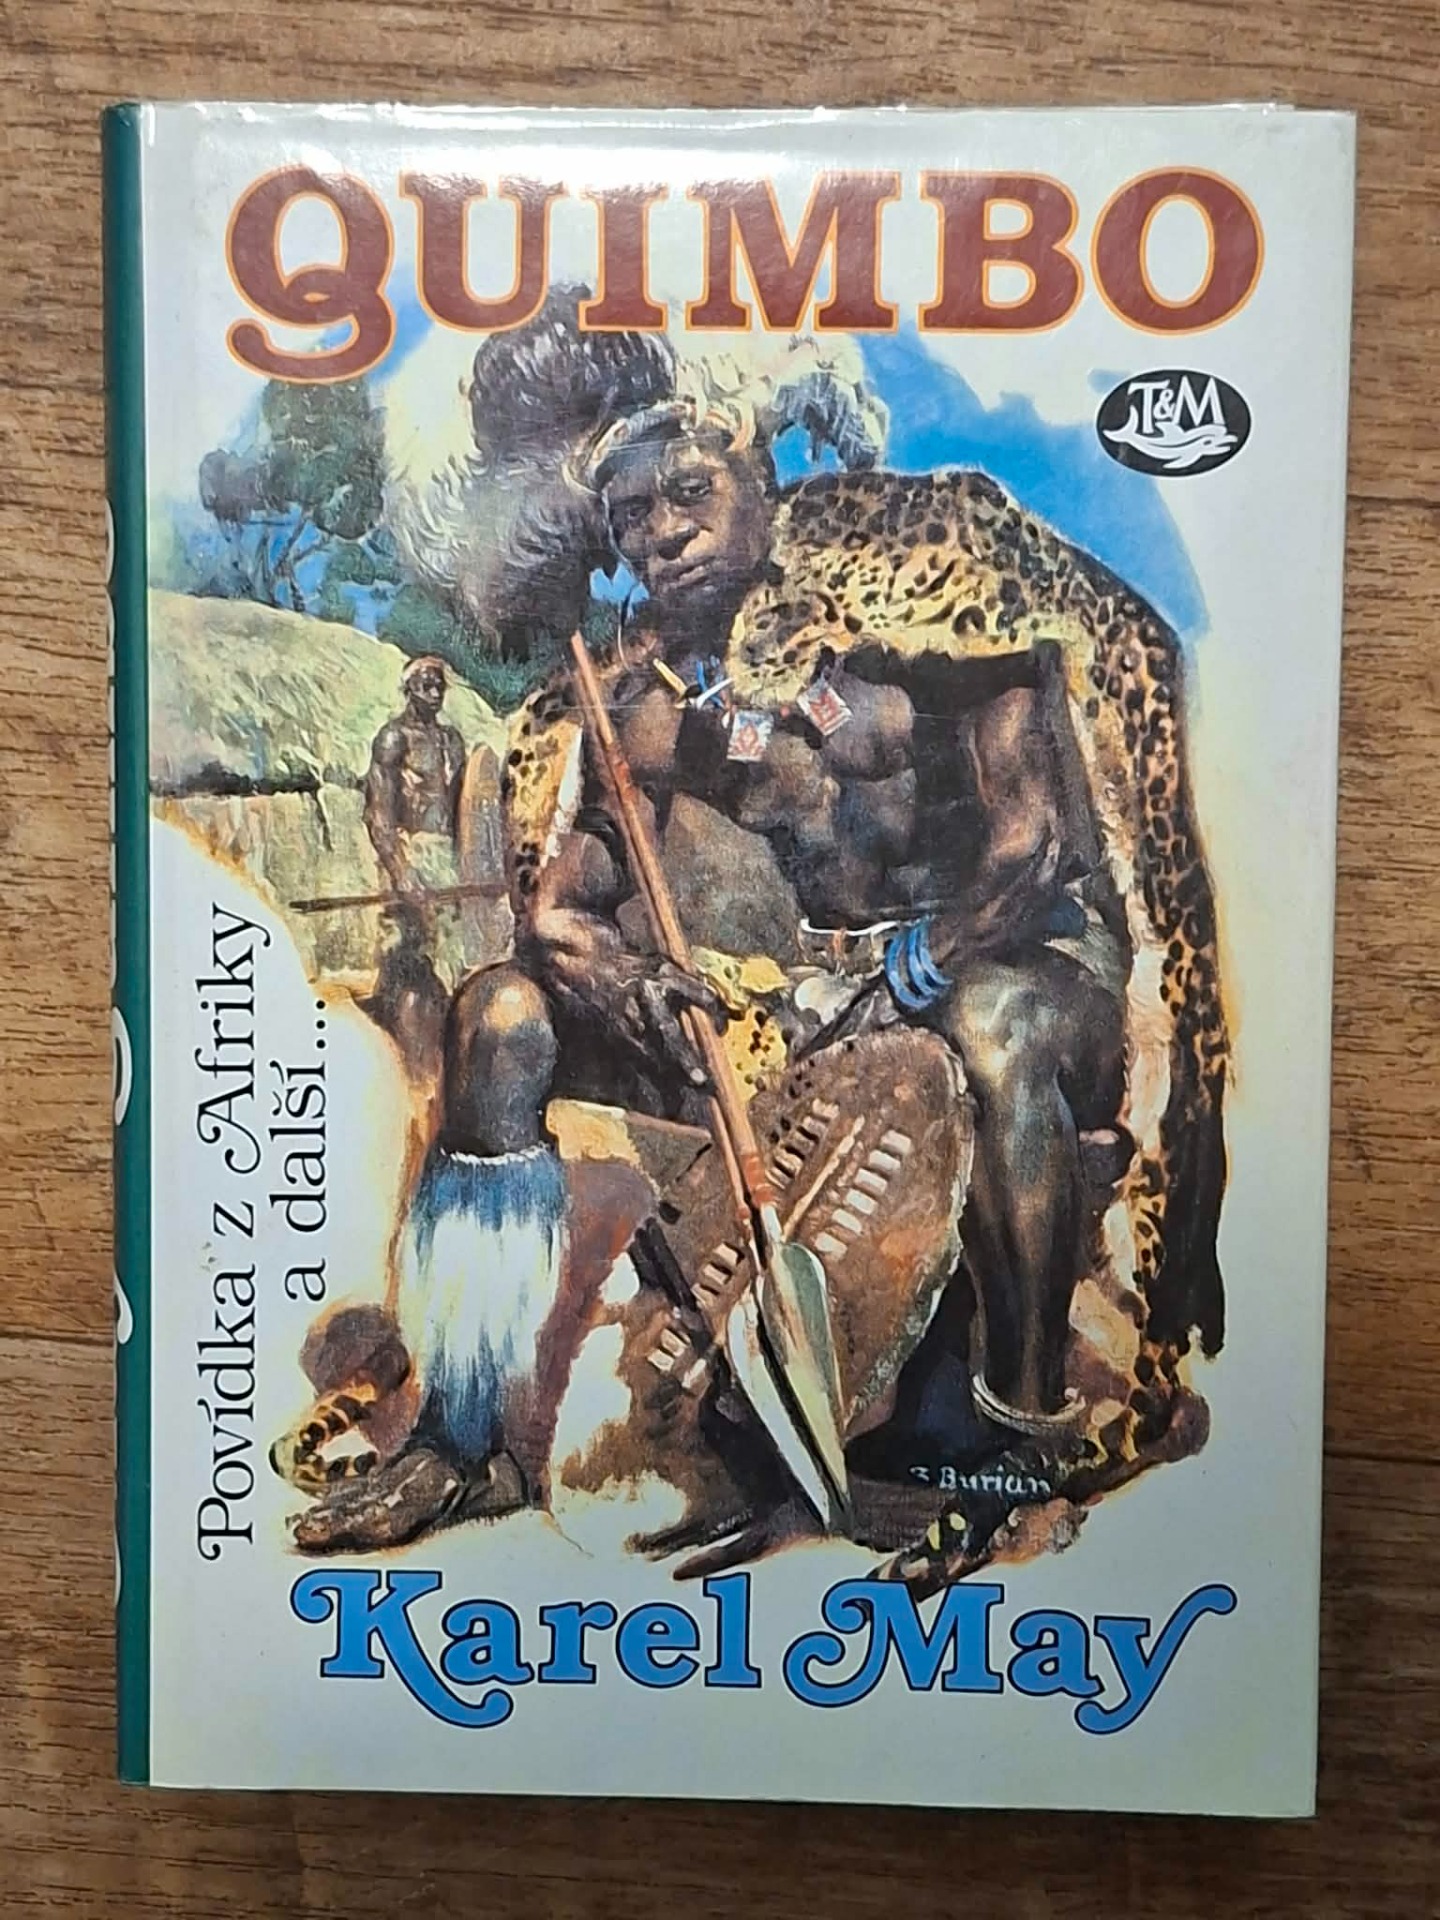 QUIMBO
T&M
Povídka z Afriky
a další...
Burian
Karel May